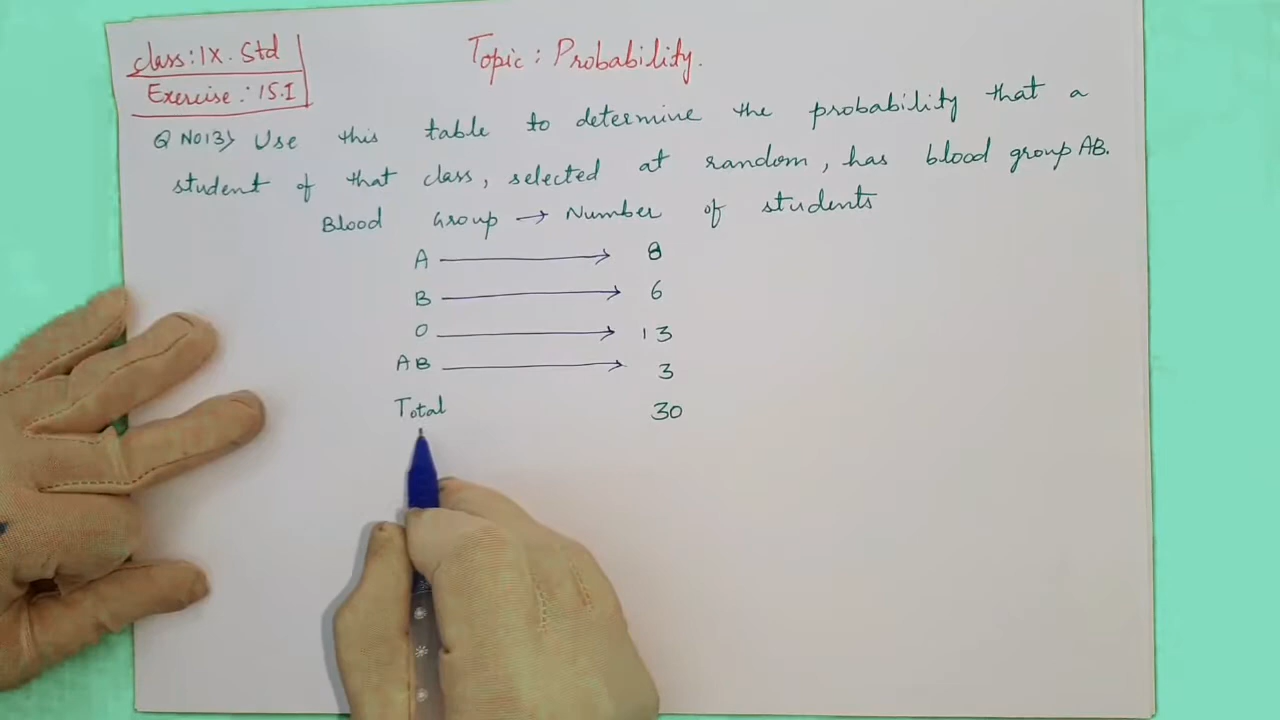 class: IX. Std
Exercise: 15.1
Topic: Probability.
Q NO13) Use this table to determine the probability that a
student of that class, selected at random, has blood group AB.
Blood Group → Number of students
A → 8
B → 6
O → 13
AB → 3
Total 30